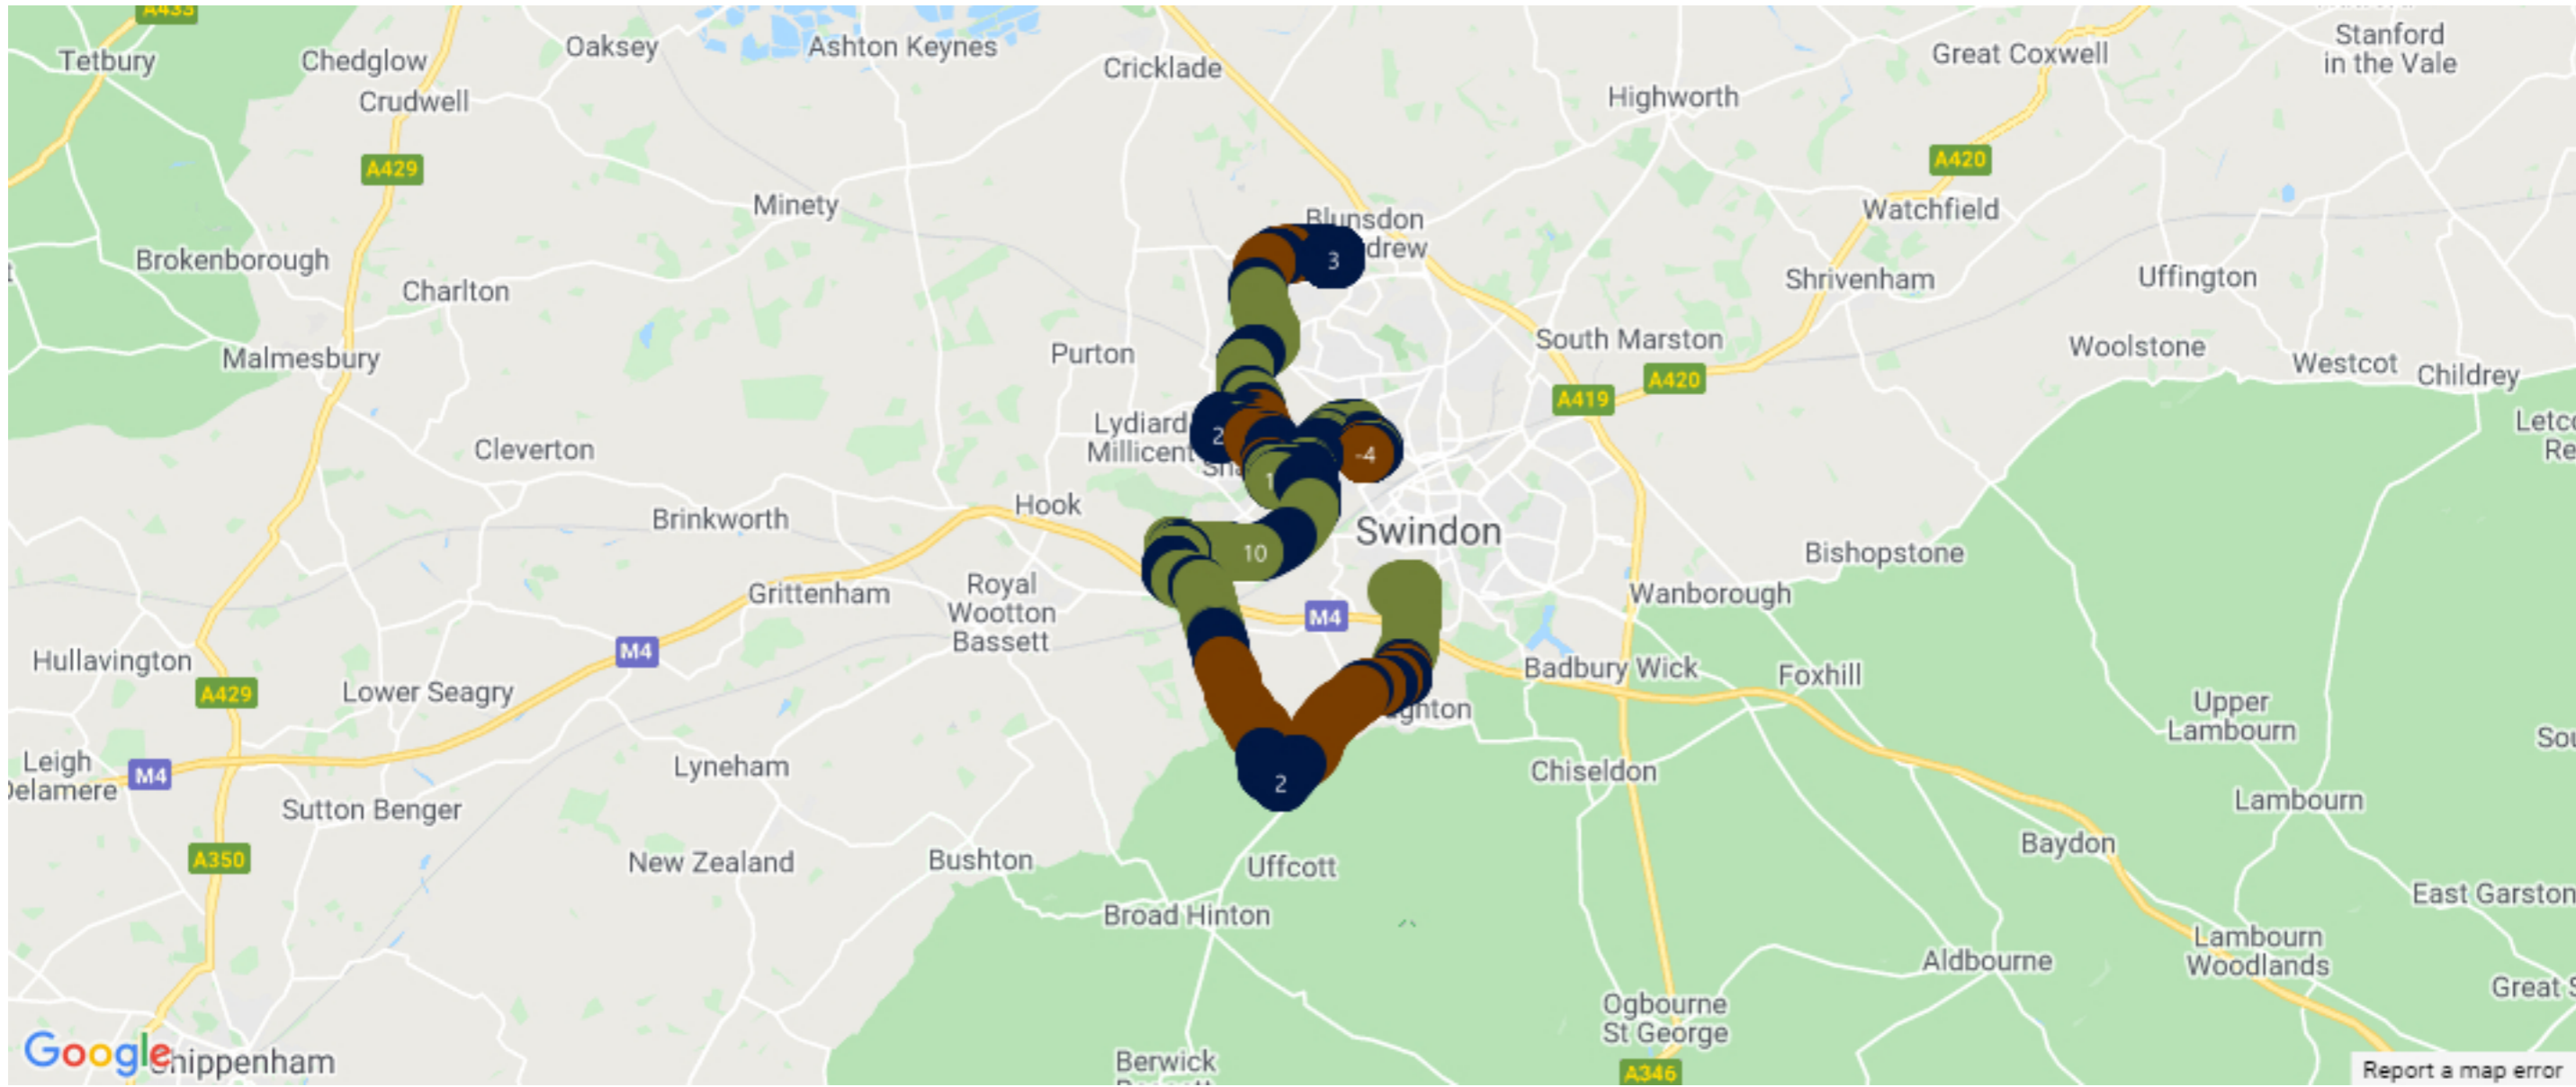 A433
Tetbury
Chedglow
Oaksey
Ashton Keynes
Cricklade
Great Coxwell
Stanford
in the Vale
Crudwell
Highworth
A429
A420
Minety
Blunsdon
drew
Watchfield
Brokenborough
Charlton
3
Shrivenham
Uffington
Malmesbury
Purton
South Marston
Woolstone
Westcot
Childrey
A419
A420
Lydiard
Millicent
2
-4
Cleverton
1
Hook
Brinkworth
Swindon
10
Bishopstone
Grittenham
Royal
Wootton
Bassett
M4
Wanborough
M4
Hullavington
A429
Lower Seagry
Badbury Wick
Foxhill
ghton
Upper
Lambourn
Leigh
Delamere
M4
Lyneham
2
Chiseldon
Sutton Benger
Lambourn
A350
New Zealand
Bushton
Uffcott
Baydon
East Garston
Broad Hinton
Lambourn
Woodlands
Aldbourne
Great
Ogbourne
St George
Google
hippenham
Berwick
A346
Report a map error